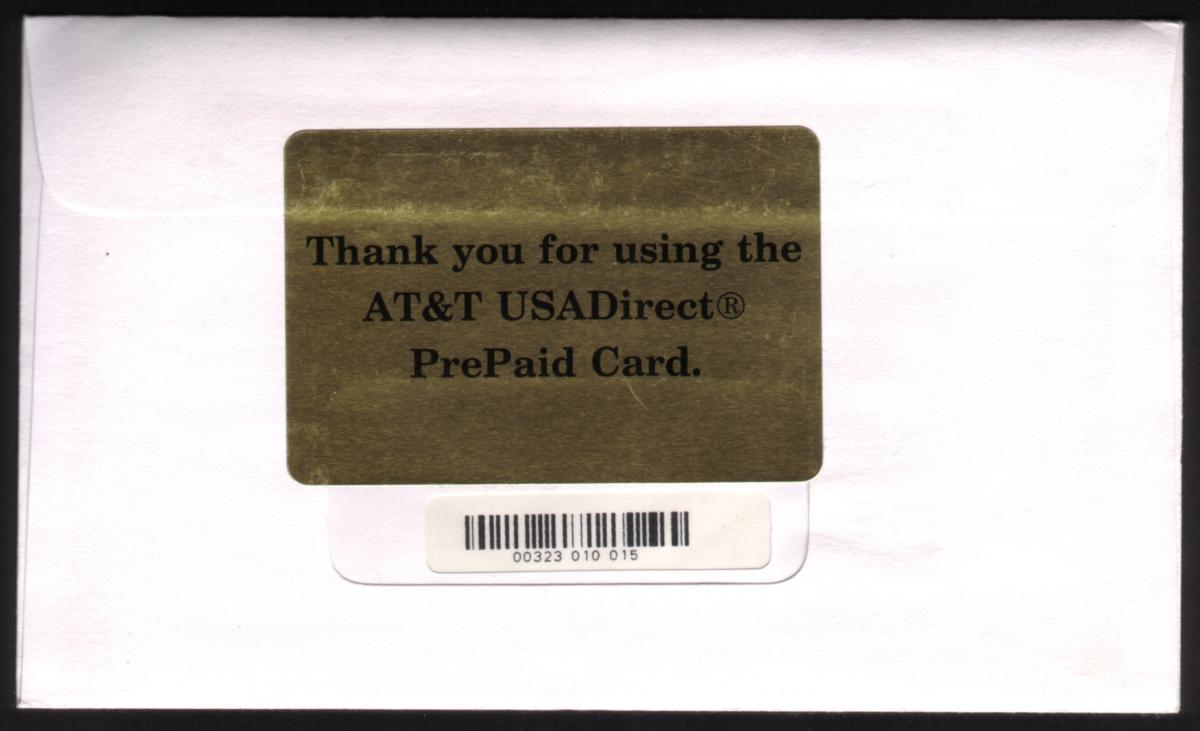 Thank you for using the
AT&T USADirect®
PrePaid Card.
00323 010 015